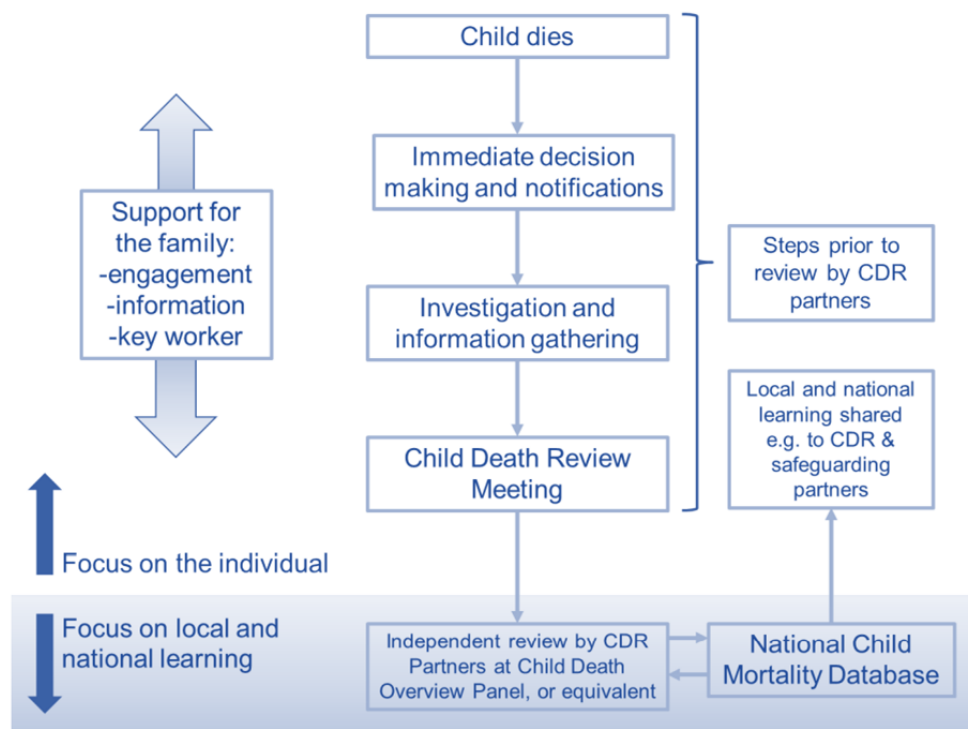 Child dies
Immediate decision
making and notifications
Support for
the family:
-engagement
-information
-key worker
Steps prior to
review by CDR
partners
Investigation and
information gathering
Local and national
learning shared
e.g. to CDR &
safeguarding
partners
Child Death Review
Meeting
Focus on the individual
Focus on local and
national learning
Independent review by CDR
Partners at Child Death
Overview Panel, or equivalent
National Child
Mortality Database